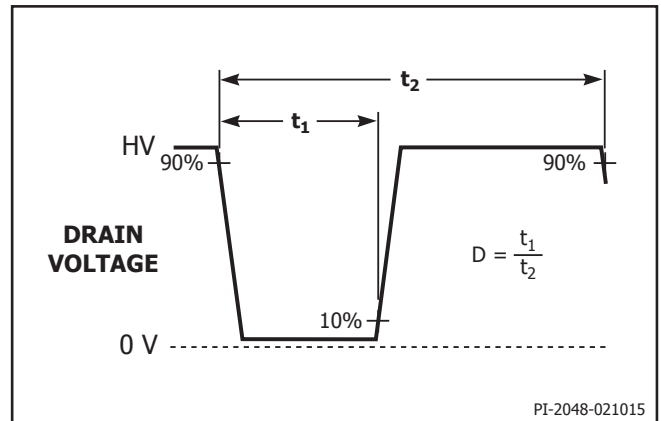 t2
t1
HV
90%
90%
DRAIN
VOLTAGE
D = t1
t2
10%
0 V
PI-2048-021015